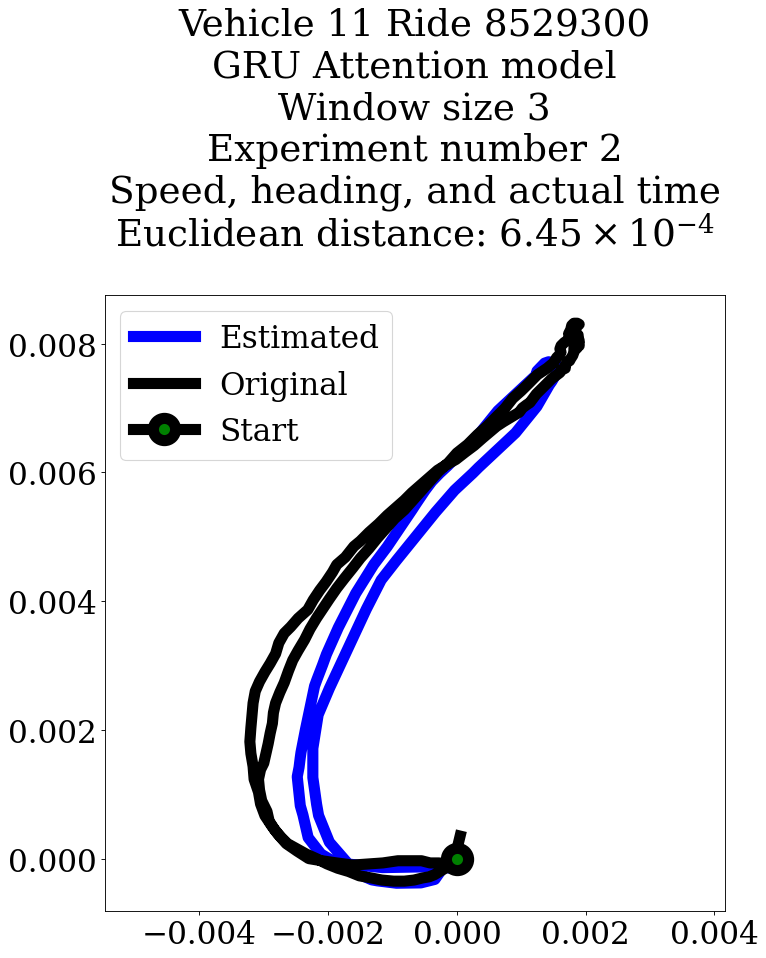 Vehicle 11 Ride 8529300
GRU Attention model
Window size 3
Experiment number 2
Speed, heading, and actual time
Euclidean distance: 6.45 × 10⁻⁴
Estimated
Original
Start
0.008
0.006
0.004
0.002
0.000
−0.004 −0.002 0.000 0.002 0.004